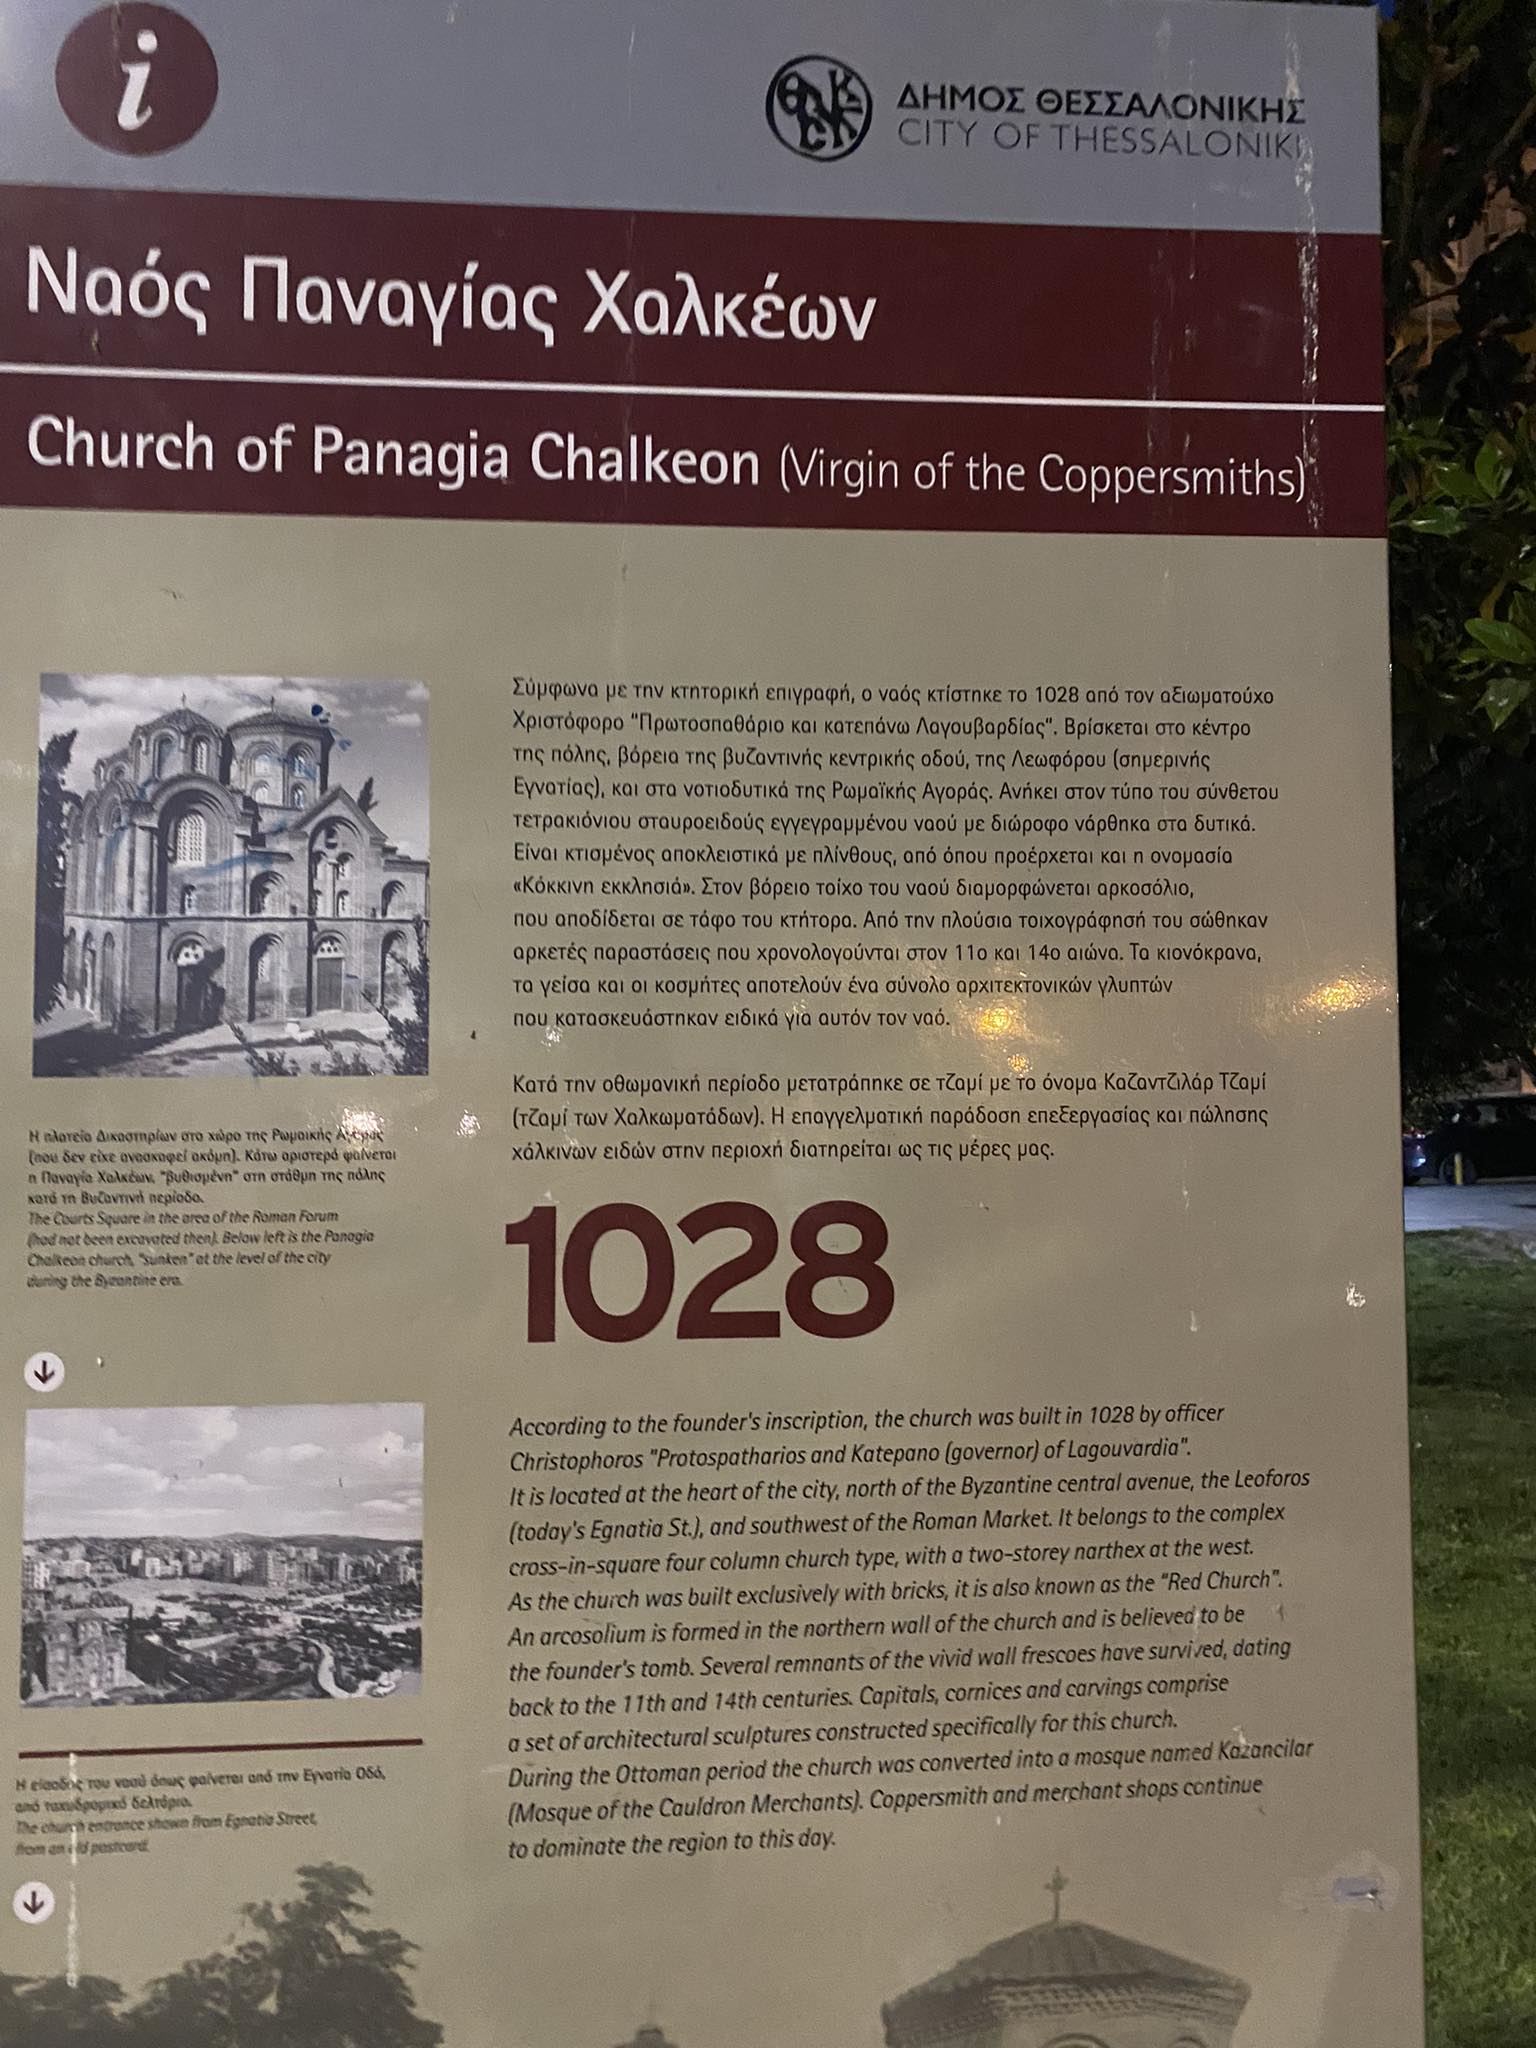 i
ΔΗΜΟΣ ΘΕΣΣΑΛΟΝΙΚΗΣ
CITY OF THESSALONIKI
Ναός Παναγίας Χαλκέων
Church of Panagia Chalkeon (Virgin of the Coppersmiths)
Σύμφωνα με την κτητορική επιγραφή, ο ναός κτίστηκε το 1028 από τον αξιωματούχο
Χριστόφορο "Πρωτοσπαθάριο και κατεπάνω Λαγουβαρδίας". Βρίσκεται στο κέντρο
της πόλης, βόρεια της βυζαντινής κεντρικής οδού, της Λεωφόρου (σημερινής
Εγνατίας), και στα νοτιοδυτικά της Ρωμαϊκής Αγοράς. Ανήκει στον τύπο του σύνθετου
τετρακιόνιου σταυροειδούς εγγεγραμμένου ναού με διώροφο νάρθηκα στα δυτικά.
Είναι κτισμένος αποκλειστικά με πλίνθους, από όπου προέρχεται και η ονομασία
«Κόκκινη εκκλησιά». Στον βόρειο τοίχο του ναού διαμορφώνεται αρκοσόλιο,
που αποδίδεται σε τάφο του κτήτορα. Από την πλούσια τοιχογράφησή του σώθηκαν
αρκετές παραστάσεις που χρονολογούνται στον 11ο και 14ο αιώνα. Τα κιονόκρανα,
τα γείσα και οι κοσμήτες αποτελούν ένα σύνολο αρχιτεκτονικών γλυπτών
που κατασκευάστηκαν ειδικά για αυτόν τον ναό.
Κατά την οθωμανική περίοδο μετατράπηκε σε τζαμί με το όνομα Καζαντζιλάρ Τζαμί
(τζαμί των Χαλκωματάδων). Η επαγγελματική παράδοση επεξεργασίας και πώλησης
χάλκινων ειδών στην περιοχή διατηρείται ως τις μέρες μας.
Η πλατεία Δικαστηρίων στο χώρο της Ρωμαικής Αγοράς
(που δεν είχε ανασκαφεί ακόμη). Κάτω αριστερά φαίνεται
η Παναγία Χαλκέων, "βυθισμένη" στη στάθμη της πόλης
κατά τη Βυζαντινή περίοδο.
The Courts Square in the area of the Roman Forum
(had not been excavated then). Below left is the Panagia
Chalkeon church, "sunken" at the level of the city
during the Byzantine era.
1028
According to the founder's inscription, the church was built in 1028 by officer
Christophoros "Protospatharios and Katepano (governor) of Lagouvardia".
It is located at the heart of the city, north of the Byzantine central avenue, the Leoforos
(today's Egnatia St.), and southwest of the Roman Market. It belongs to the complex
cross-in-square four column church type, with a two-storey narthex at the west.
As the church was built exclusively with bricks, it is also known as the "Red Church".
An arcosolium is formed in the northern wall of the church and is believed to be
the founder's tomb. Several remnants of the vivid wall frescoes have survived, dating
back to the 11th and 14th centuries. Capitals, cornices and carvings comprise
a set of architectural sculptures constructed specifically for this church.
During the Ottoman period the church was converted into a mosque named Kazancilar
(Mosque of the Cauldron Merchants). Coppersmith and merchant shops continue
to dominate the region to this day.
Η είσοδος του ναού όπως φαίνεται από την Εγνατία Οδό,
από ταχυδρομικό δελτάριο.
The church entrance shown from Egnatia Street,
from an old postcard.